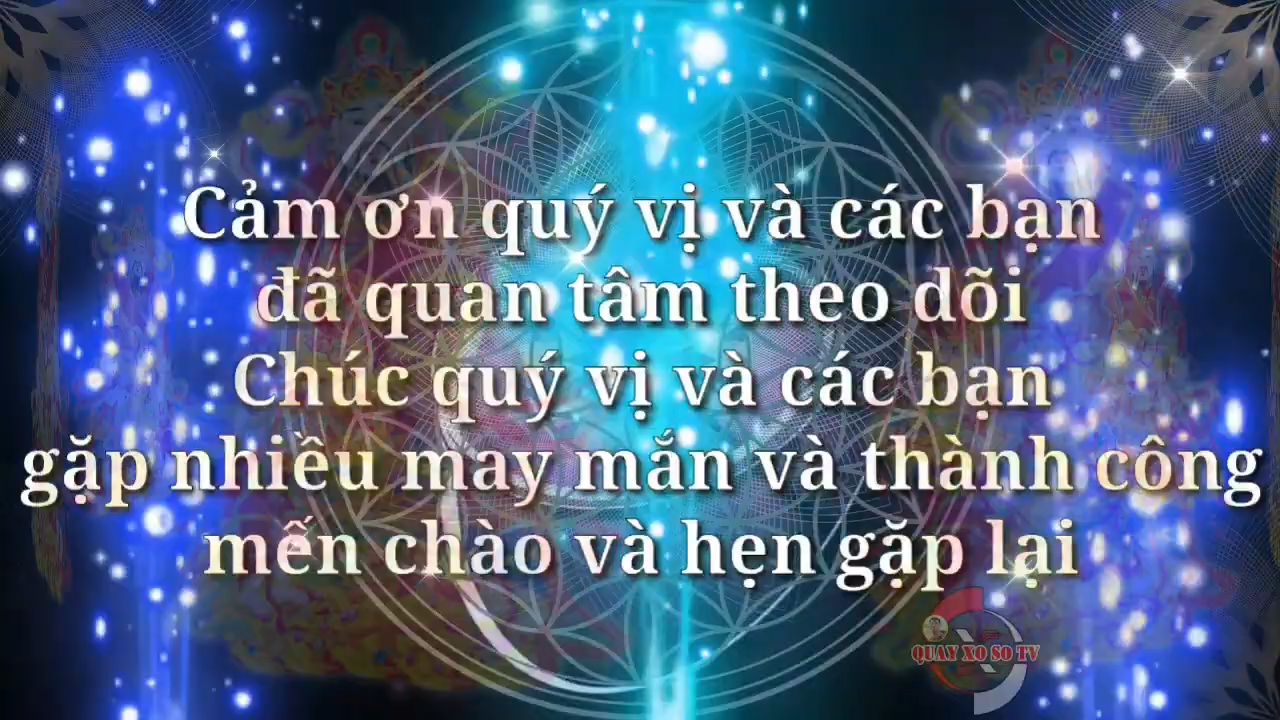 Cảm ơn quý vị và các bạn
đã quan tâm theo dõi
Chúc quý vị và các bạn
gặp nhiều may mắn và thành công
mến chào và hẹn gặp lại
QUAY XO SO TV